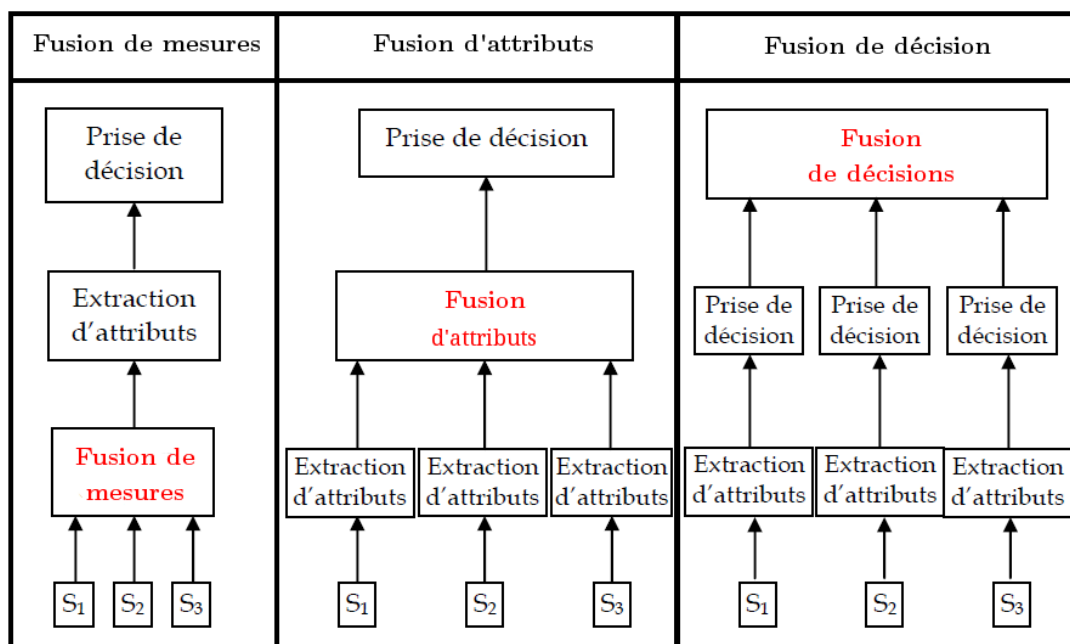 Fusion de mesures
Fusion d'attributs
Fusion de décision
Prise de
décision
Extraction
d’attributs
Fusion de
mesures
S₁
S₂
S₃
Prise de décision
Fusion
d'attributs
Extraction
d’attributs
Extraction
d’attributs
Extraction
d’attributs
S₁
S₂
S₃
Fusion
de décisions
Prise de
décision
Prise de
décision
Prise de
décision
Extraction
d’attributs
Extraction
d’attributs
Extraction
d’attributs
S₁
S₂
S₃